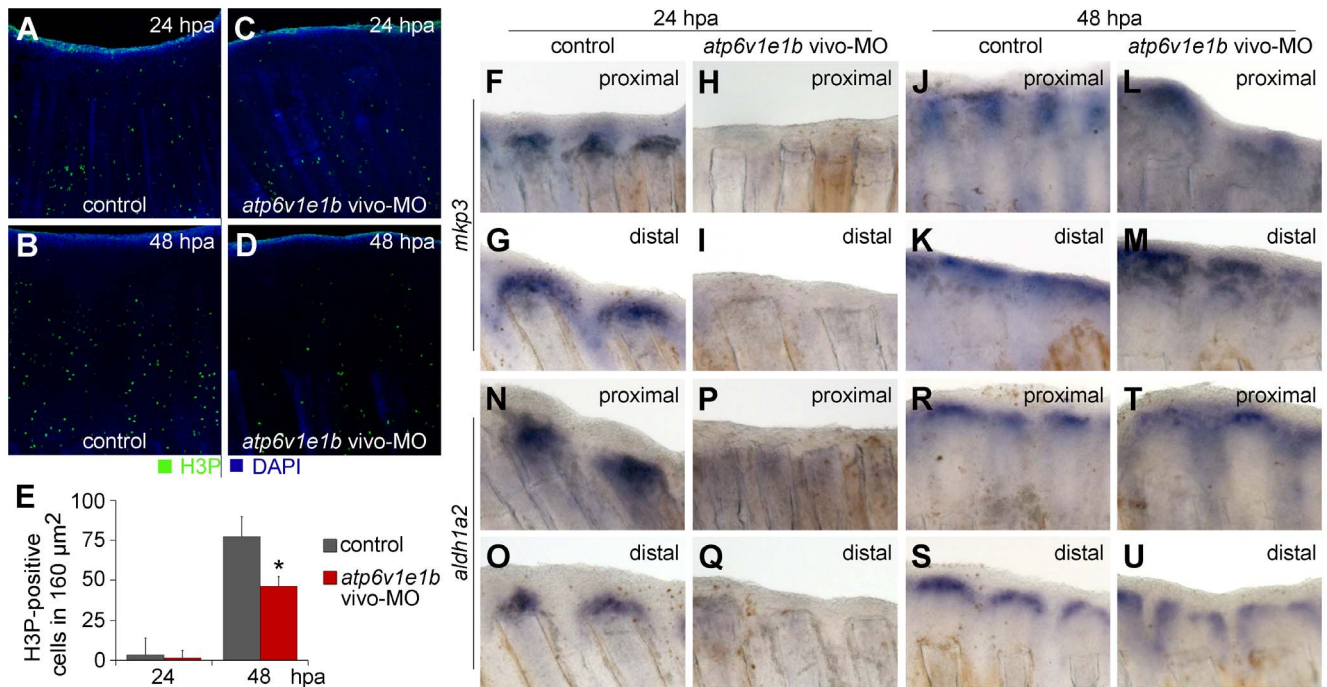 A 24 hpa
control
C 24 hpa
atp6v1e1b vivo-MO
B 48 hpa
control
D 48 hpa
atp6v1e1b vivo-MO
H3P DAPI
E
H3P-positive
cells in 160 µm2
100
75
50
25
0
*
24 48 hpa
control
atp6v1e1b
vivo-MO
24 hpa 48 hpa
control atp6v1e1b vivo-MO control atp6v1e1b vivo-MO
mkp3
F proximal H proximal J proximal L proximal
G distal I distal K distal M distal
aldh1a2
N proximal P proximal R proximal T proximal
O distal Q distal S distal U distal